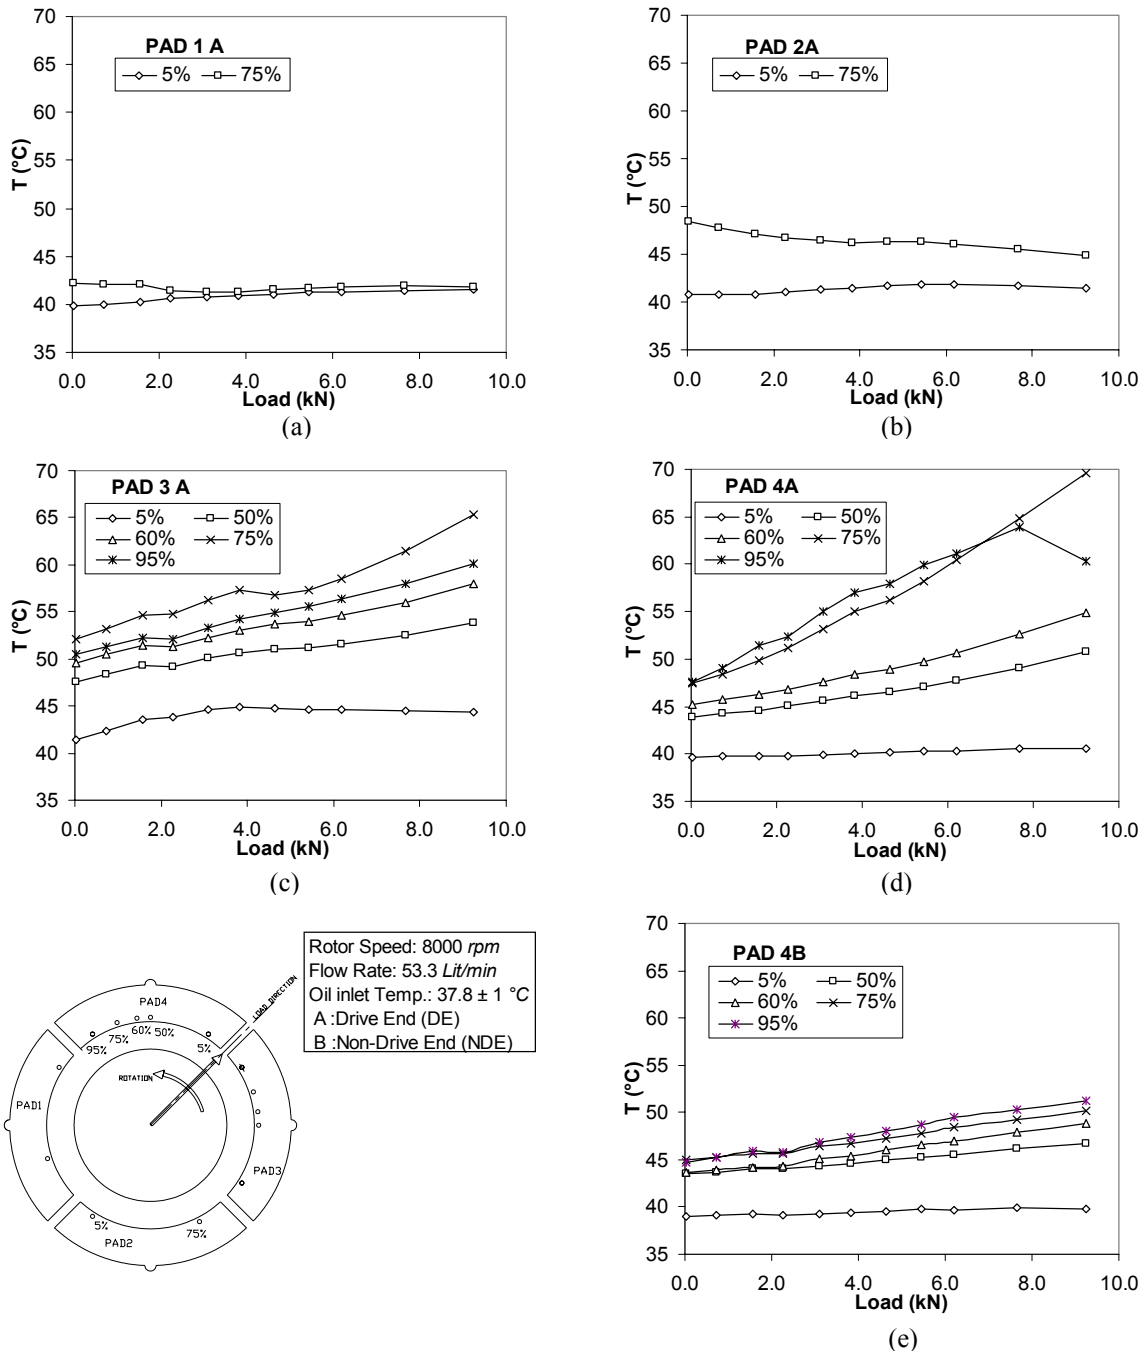 PAD 1 A
5% 75%
70
65
60
55
50
45
40
35
T (°C)
0.0 2.0 4.0 6.0 8.0 10.0
Load (kN)
(a)
PAD 2A
5% 75%
70
65
60
55
50
45
40
35
T (°C)
0.0 2.0 4.0 6.0 8.0 10.0
Load (kN)
(b)
PAD 3 A
5% 50%
60% 75%
95%
70
65
60
55
50
45
40
35
T (°C)
0.0 2.0 4.0 6.0 8.0 10.0
Load (kN)
(c)
PAD 4A
5% 50%
60% 75%
95%
70
65
60
55
50
45
40
35
T (°C)
0.0 2.0 4.0 6.0 8.0 10.0
Load (kN)
(d)
Rotor Speed: 8000 rpm
Flow Rate: 53.3 Lit/min
Oil inlet Temp.: 37.8 ± 1 °C
A :Drive End (DE)
B :Non-Drive End (NDE)
LOAD DIRECTION
PAD4
95% 75% 60% 50% 5%
ROTATION
PAD1
PAD3
5% 75%
PAD2
PAD 4B
5% 50%
60% 75%
95%
70
65
60
55
50
45
40
35
T (°C)
0.0 2.0 4.0 6.0 8.0 10.0
Load (kN)
(e)